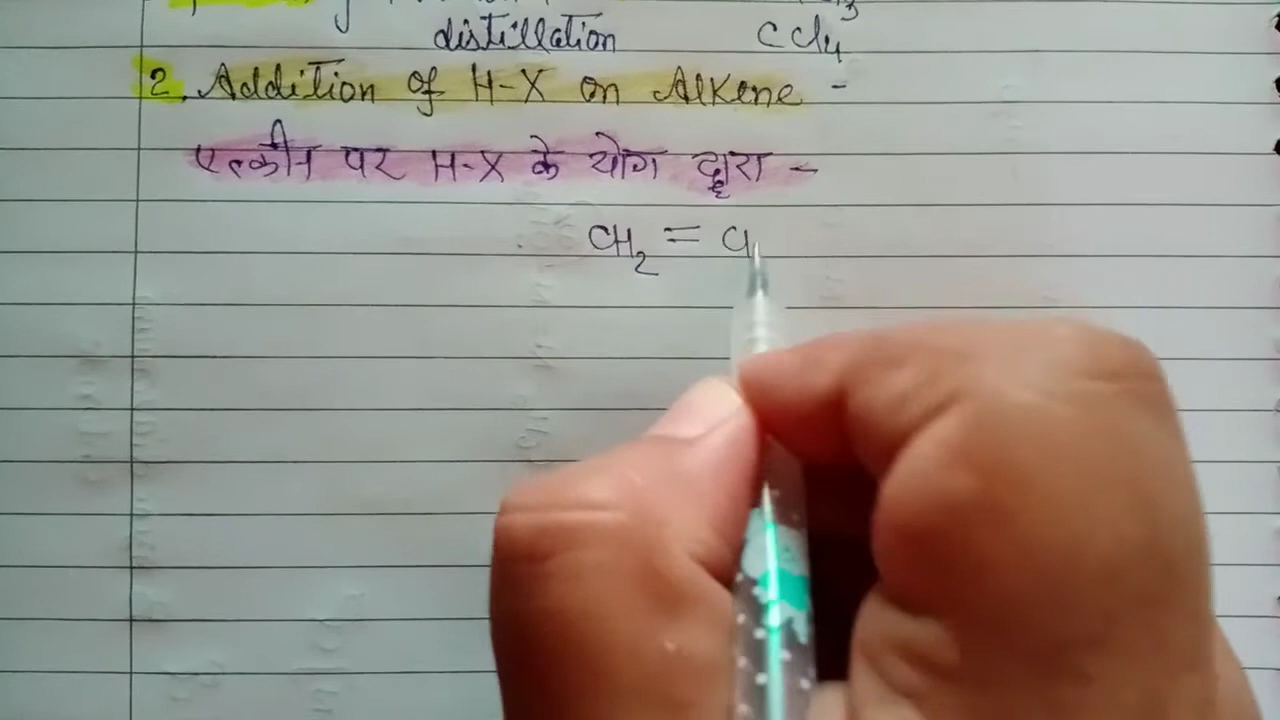 distillation CCl4
2. Addition of H-X on Alkene -
एल्कीन पर H-X के योग द्वारा -
CH2 = C